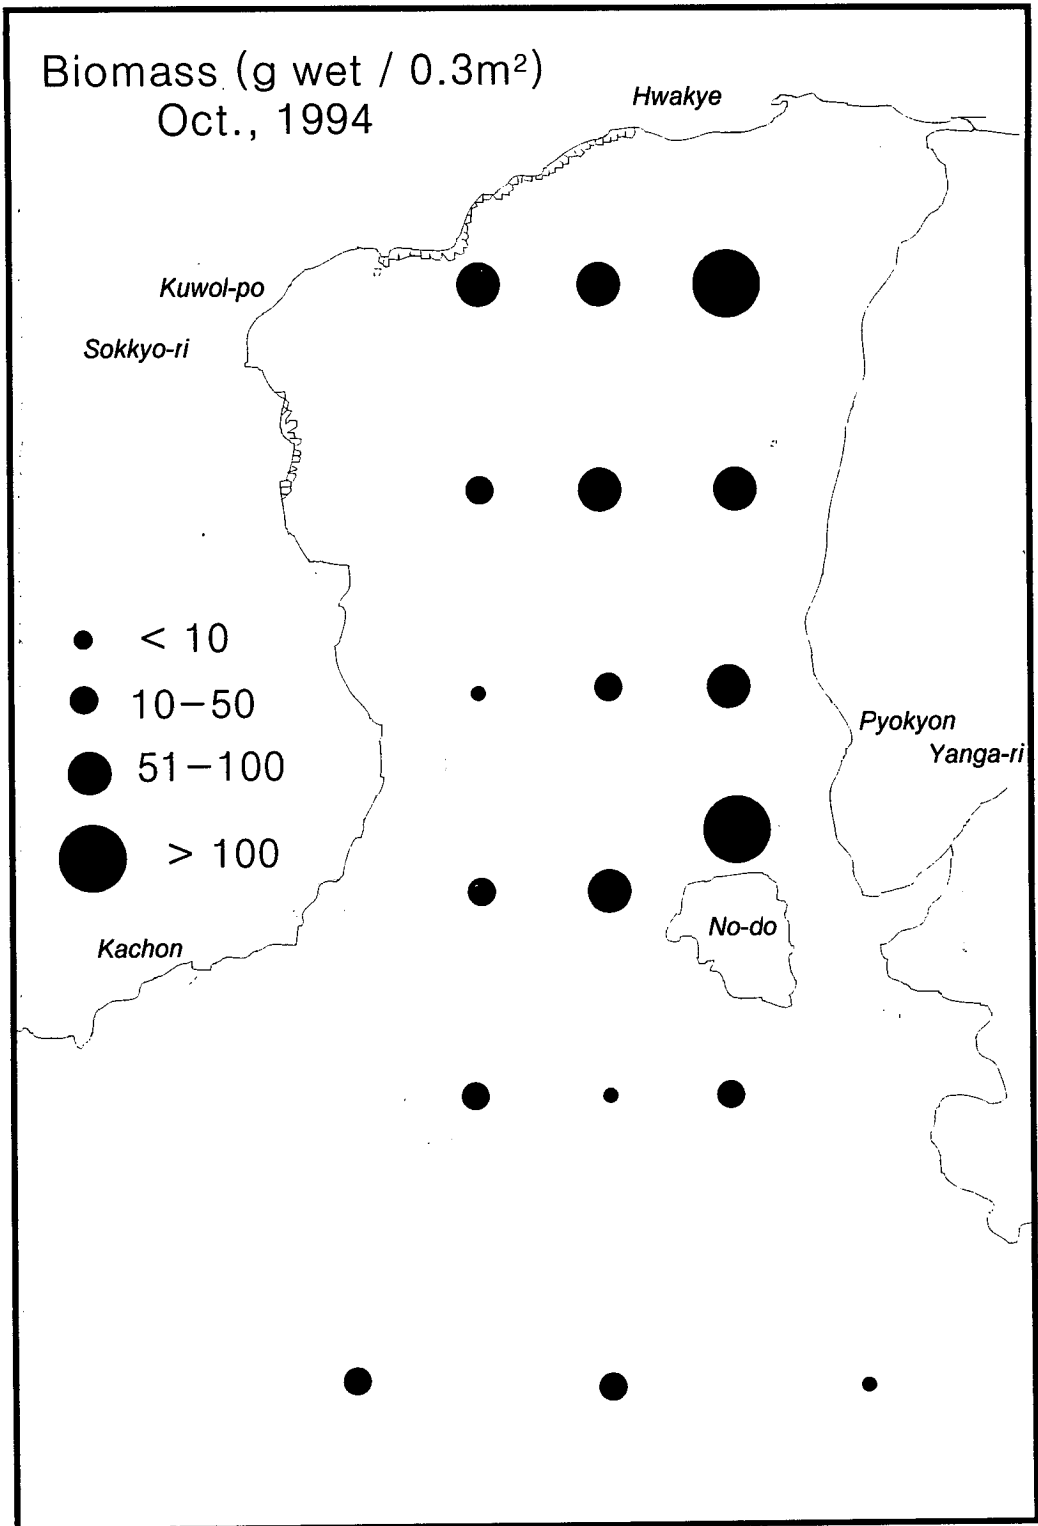 Biomass (g wet / 0.3m²)
Oct., 1994
Hwakye
Kuwol-po
Sokkyo-ri
< 10
10-50
51-100
> 100
Pyokyon
Yanga-ri
No-do
Kachon